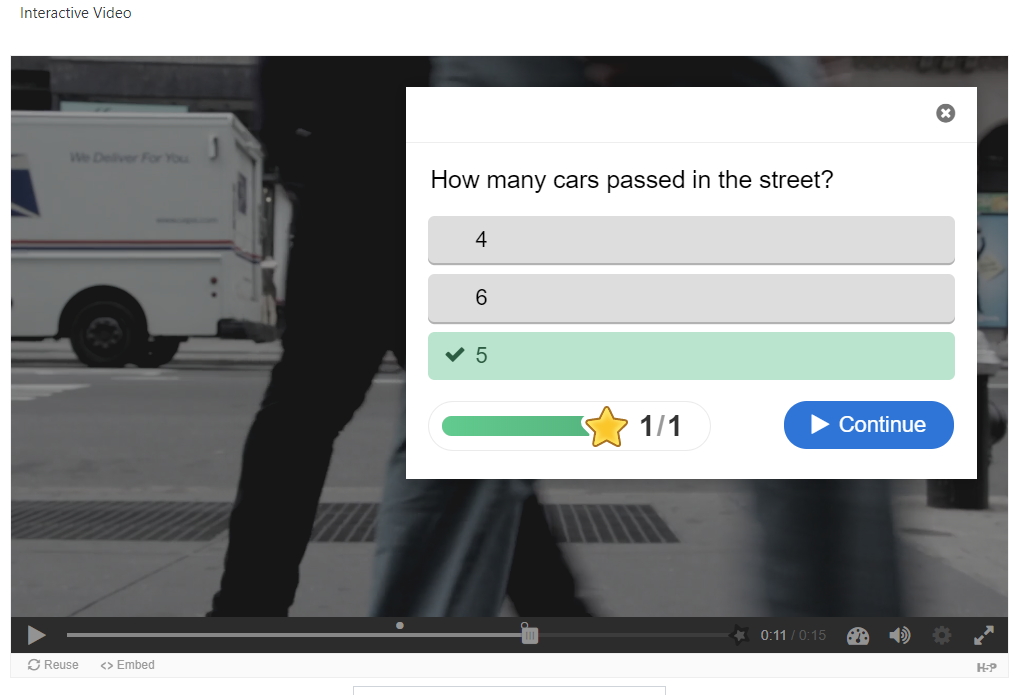 Interactive Video
We Deliver For You.
How many cars passed in the street?
4
6
5
1/1
Continue
0:11 / 0:15
Reuse
<> Embed
H5P